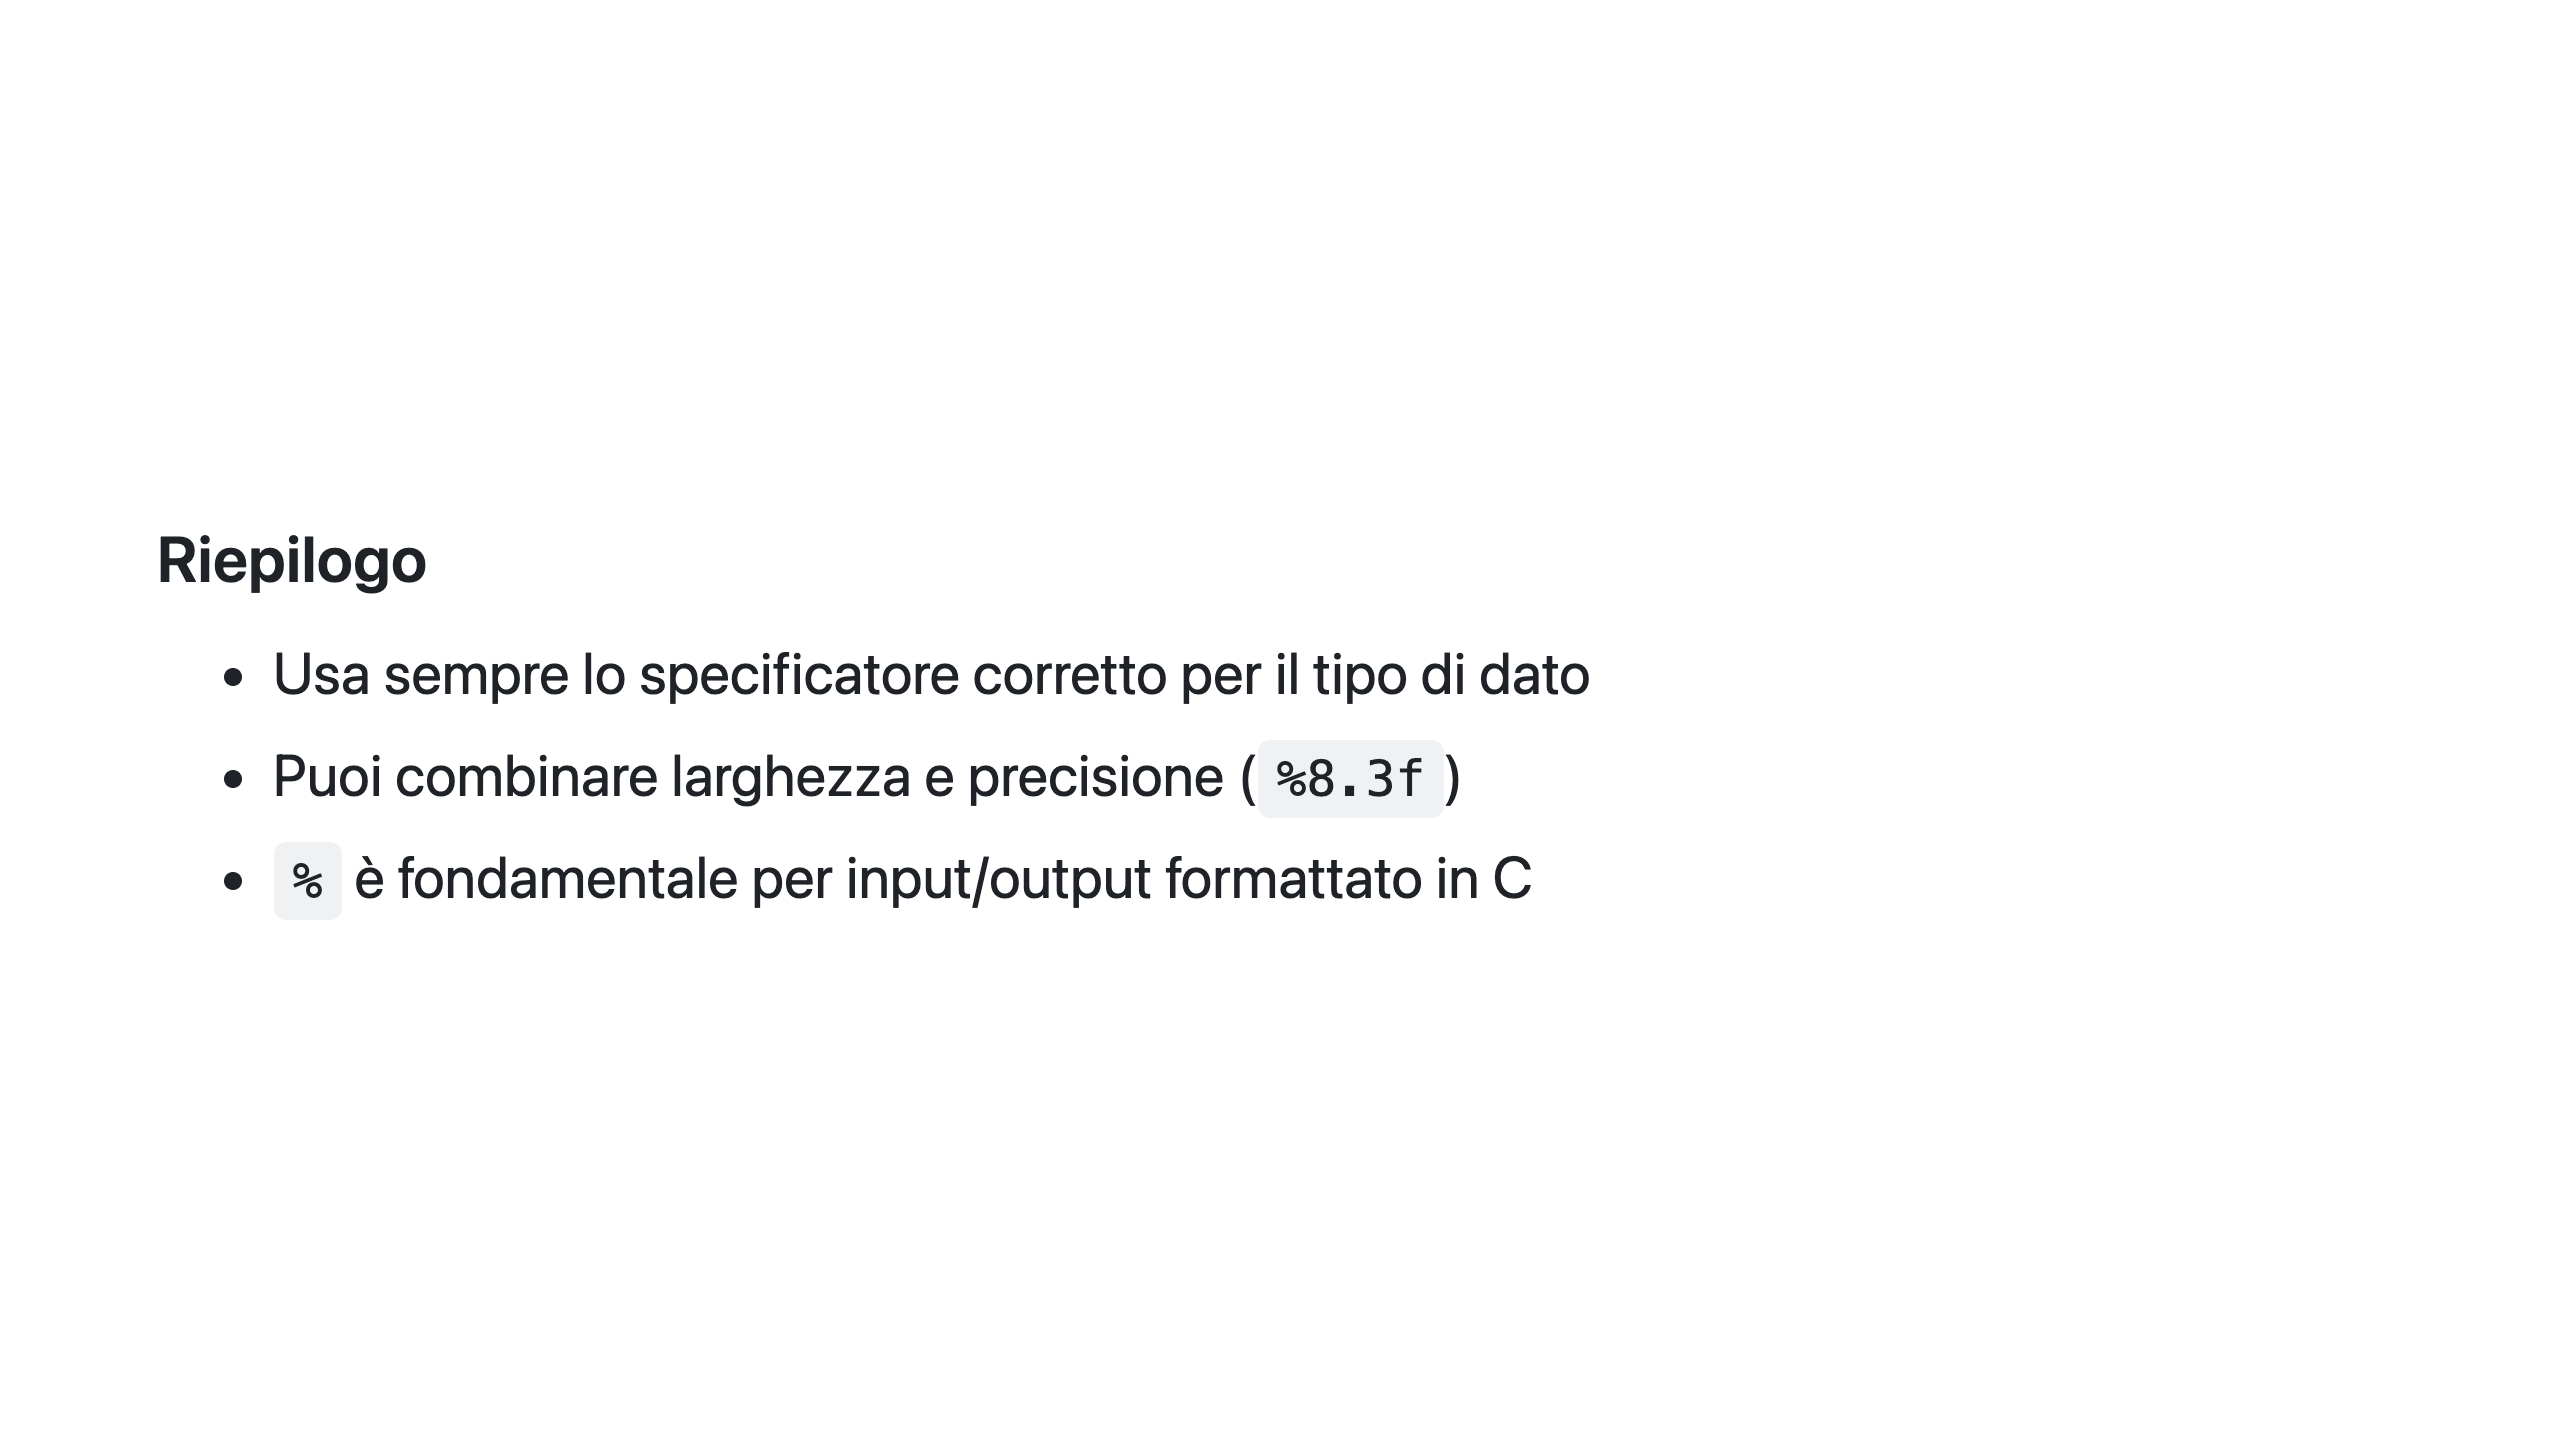 Riepilogo
• Usa sempre lo specificatore corretto per il tipo di dato
• Puoi combinare larghezza e precisione (%8.3f)
• % è fondamentale per input/output formattato in C